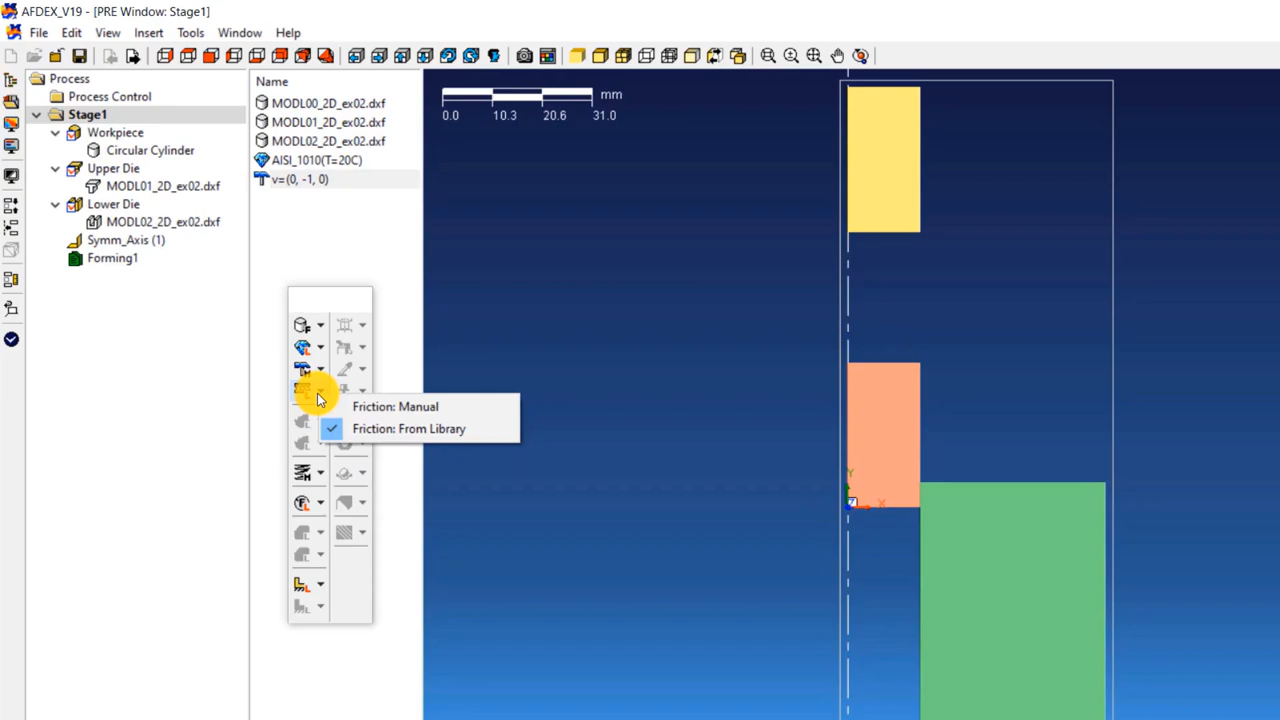 AFDEX_V19 - [PRE Window: Stage1]
File Edit View Insert Tools Window Help
Process
Process Control
Stage1
Workpiece
Circular Cylinder
Upper Die
MODL01_2D_ex02.dxf
Lower Die
MODL02_2D_ex02.dxf
Symm_Axis (1)
Forming1
Name
MODL00_2D_ex02.dxf
MODL01_2D_ex02.dxf
MODL02_2D_ex02.dxf
AISI_1010(T=20C)
v=(0, -1, 0)
Friction: Manual
Friction: From Library
mm
0.0 10.3 20.6 31.0
Y
Z
X